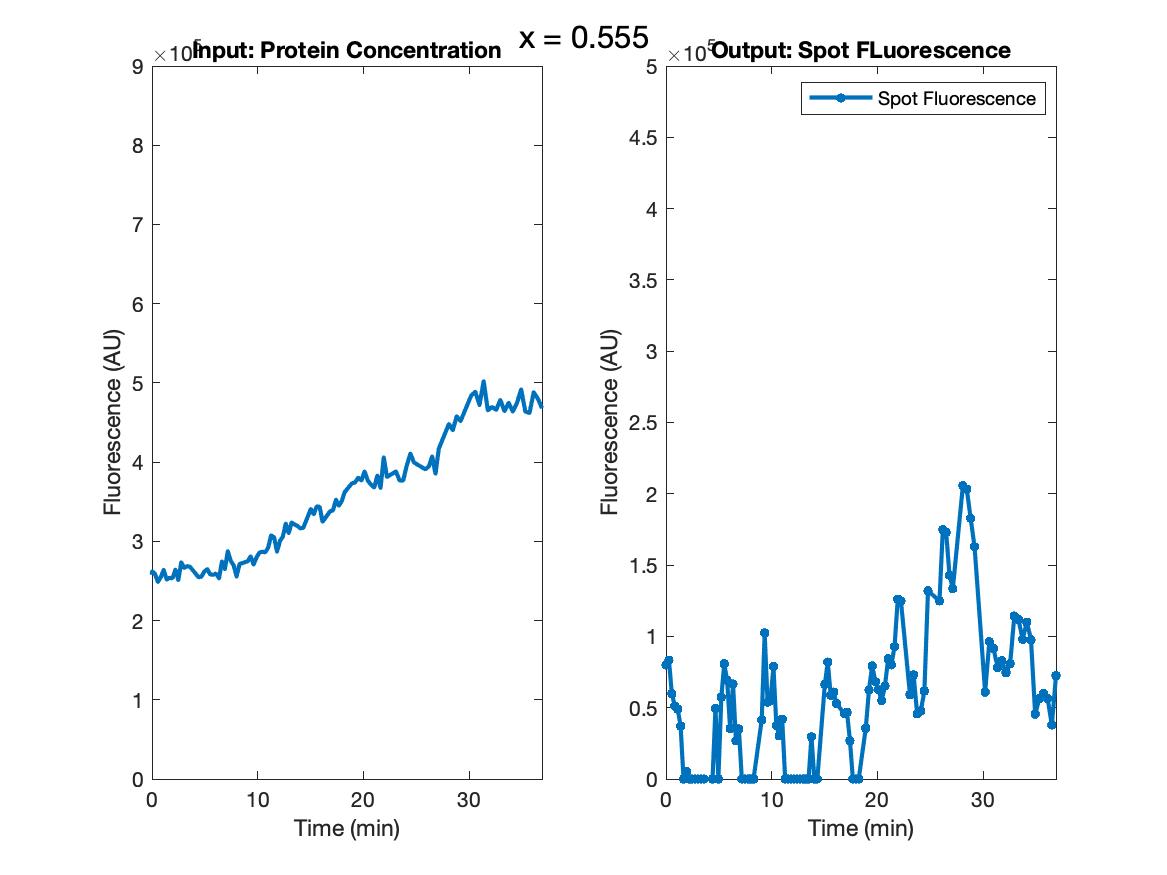 x = 0.555
×10⁵
Input: Protein Concentration
9
8
7
6
5
4
3
2
1
0
Fluorescence (AU)
0 10 20 30
Time (min)
×10⁵
Output: Spot FLuorescence
Spot Fluorescence
5
4.5
4
3.5
3
2.5
2
1.5
1
0.5
0
Fluorescence (AU)
0 10 20 30
Time (min)